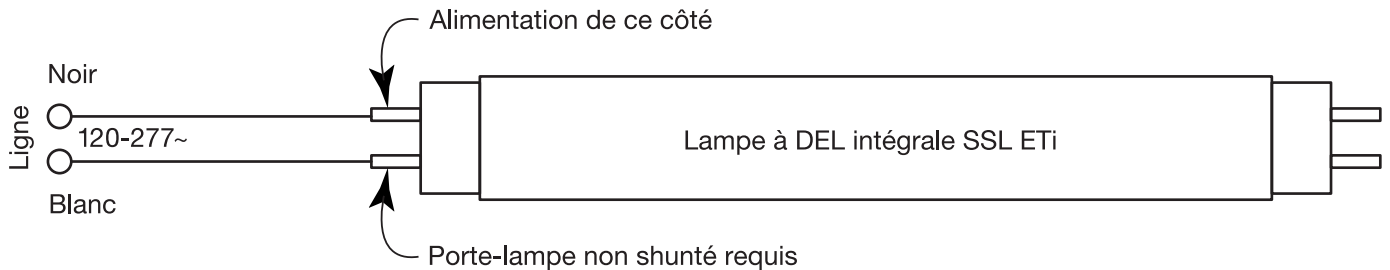 Alimentation de ce côté
Noir
Ligne
120-277~
Lampe à DEL intégrale SSL ETi
Blanc
Porte-lampe non shunté requis